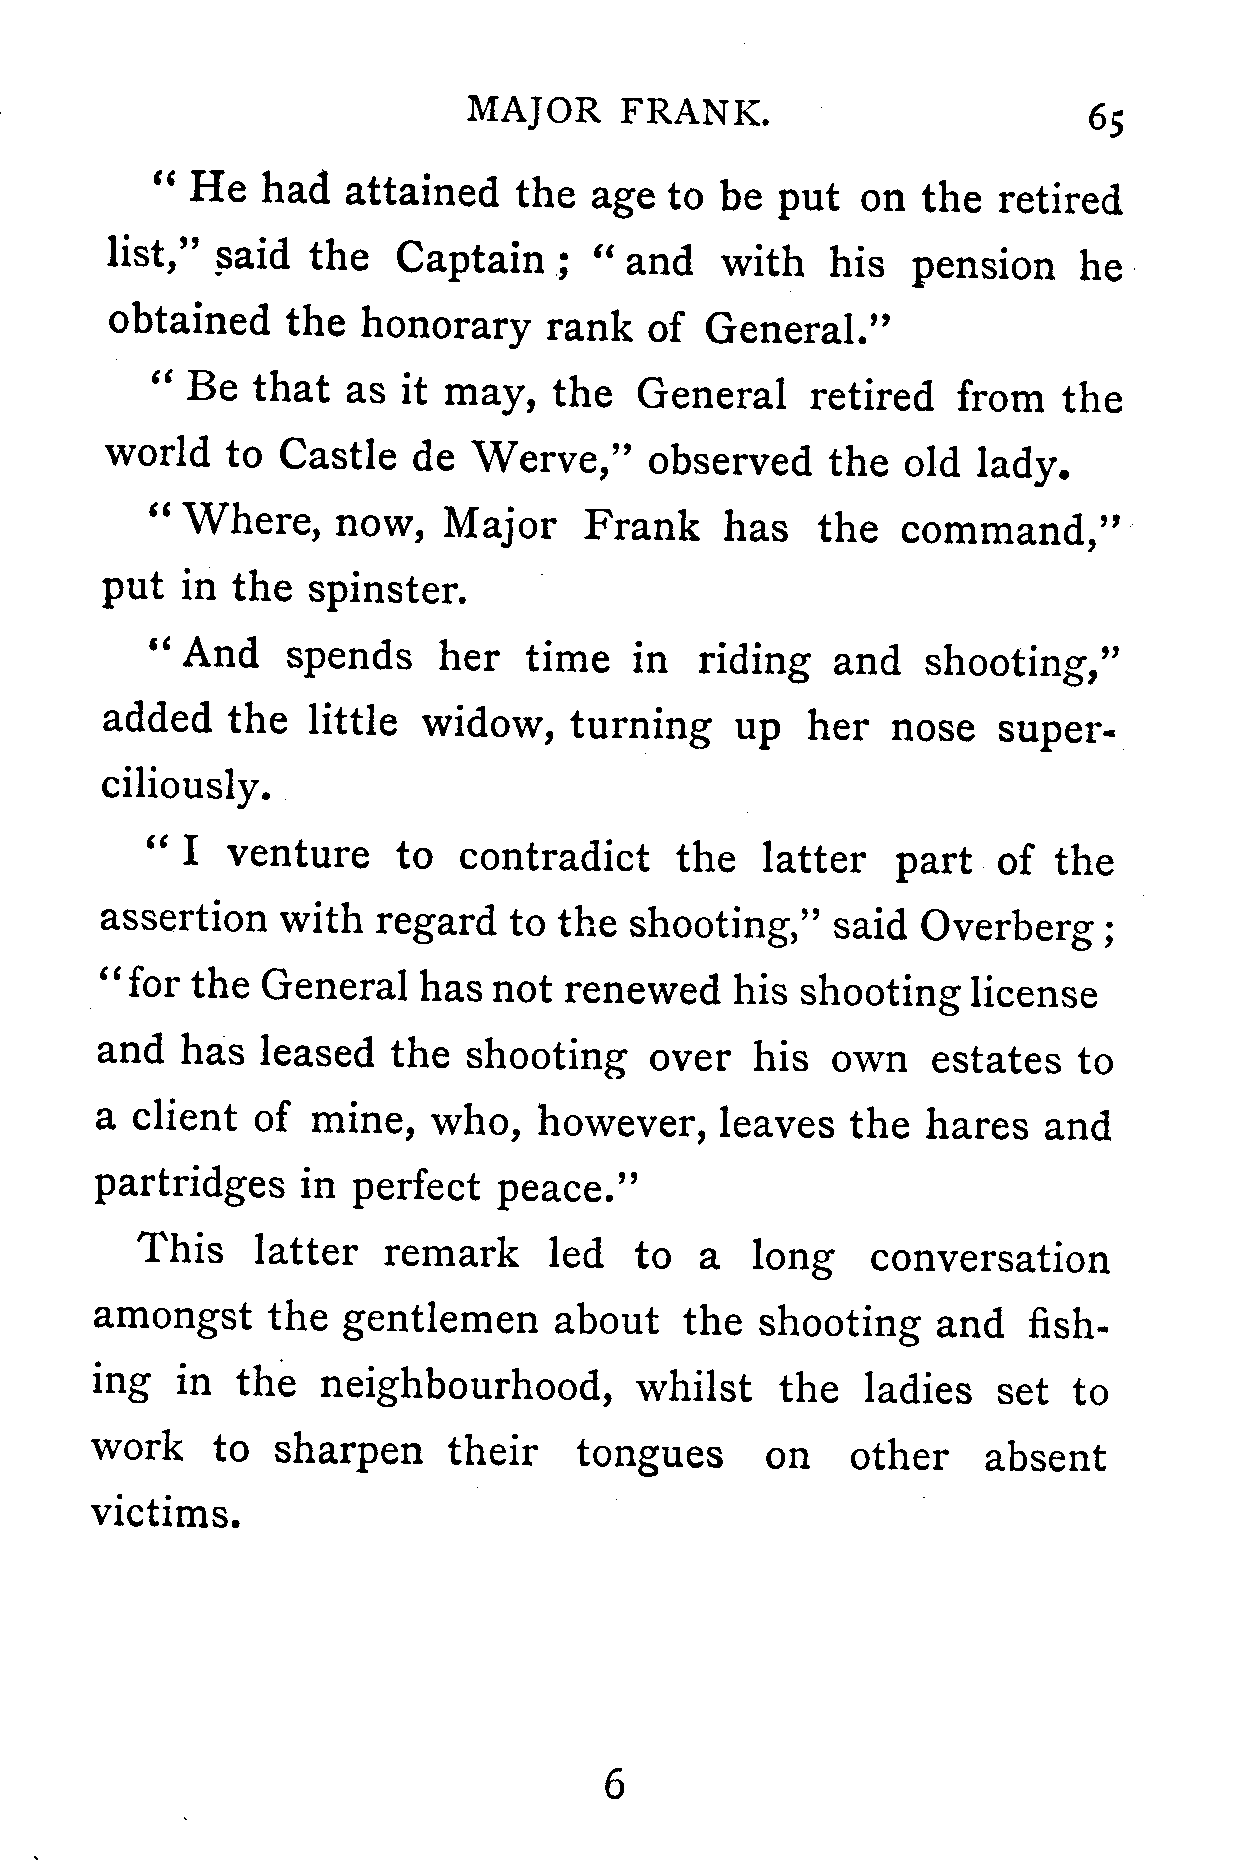 MAJOR FRANK. 65
“ He had attained the age to be put on the retired
list,” said the Captain ; “ and with his pension he
obtained the honorary rank of General.”
“ Be that as it may, the General retired from the
world to Castle de Werve,” observed the old lady.
“ Where, now, Major Frank has the command,”
put in the spinster.
“ And spends her time in riding and shooting,”
added the little widow, turning up her nose super-
ciliously.
“ I venture to contradict the latter part of the
assertion with regard to the shooting,” said Overberg ;
“for the General has not renewed his shooting license
and has leased the shooting over his own estates to
a client of mine, who, however, leaves the hares and
partridges in perfect peace.”
This latter remark led to a long conversation
amongst the gentlemen about the shooting and fish-
ing in the neighbourhood, whilst the ladies set to
work to sharpen their tongues on other absent
victims.
6